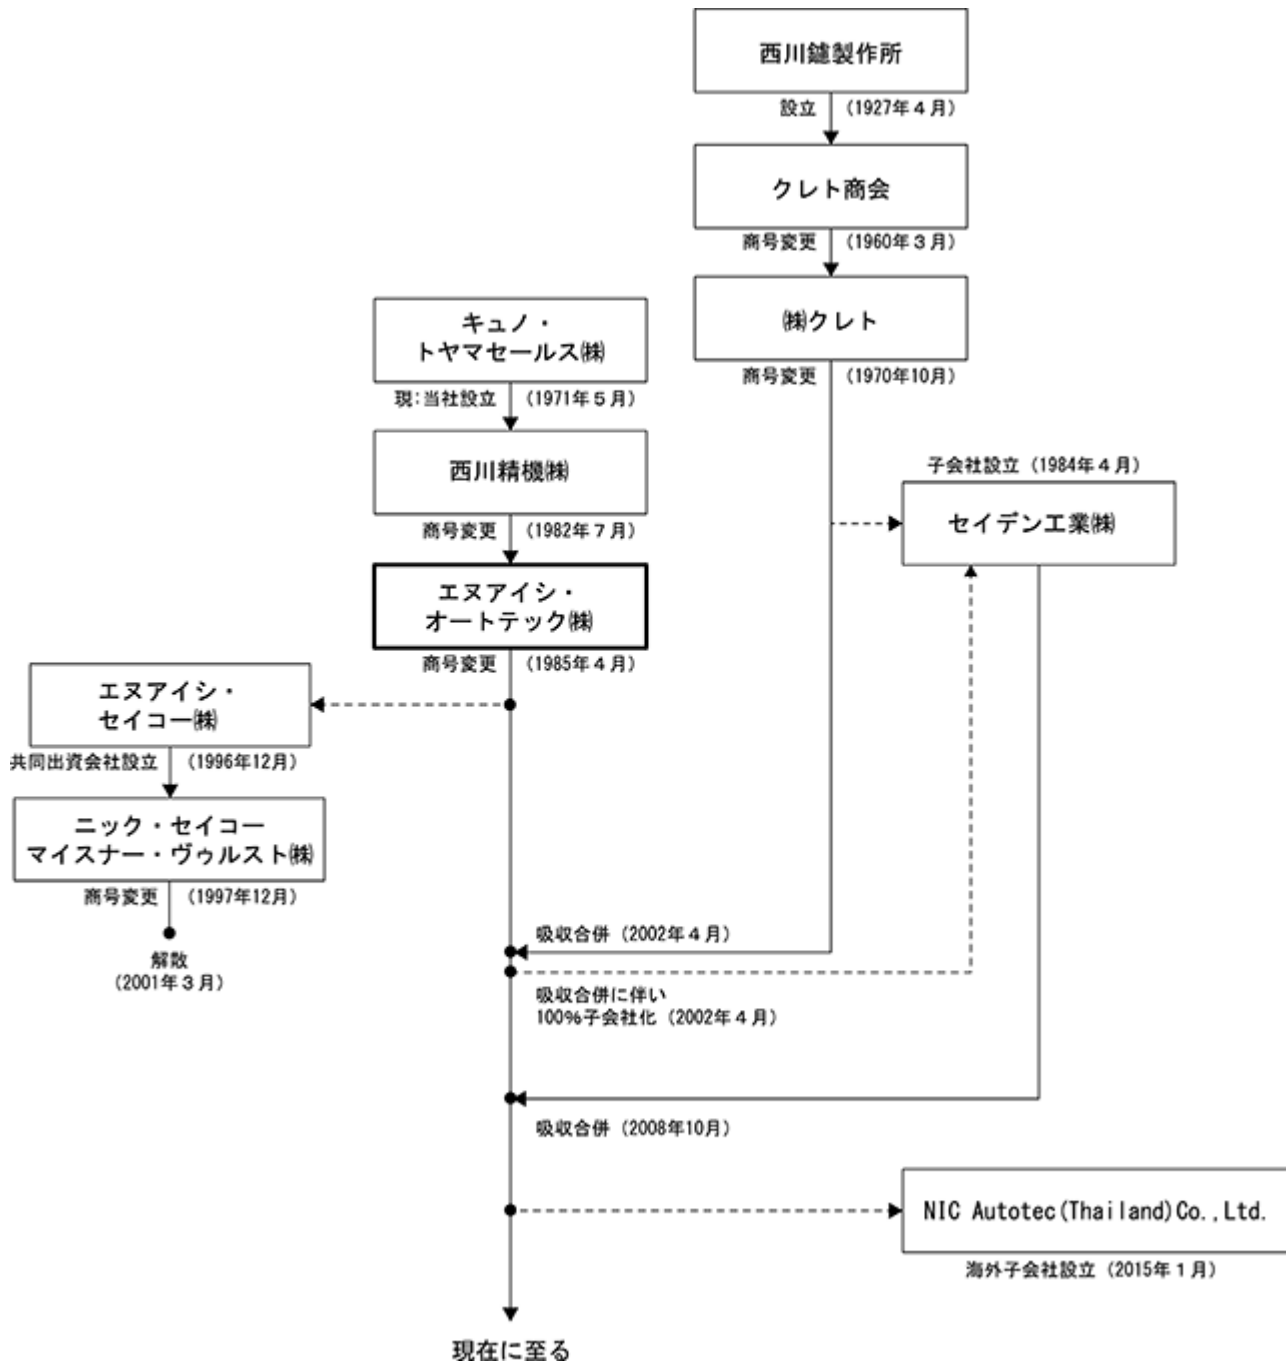 西川鑢製作所
設立 (1927年4月)
クレト商会
商号変更 (1960年3月)
㈱クレト
商号変更 (1970年10月)
キュノ・
トヤマセールス㈱
現:当社設立 (1971年5月)
西川精機㈱
商号変更 (1982年7月)
子会社設立 (1984年4月)
セイデン工業㈱
エヌアイシ・
オートテック㈱
商号変更 (1985年4月)
エヌアイシ・
セイコー㈱
共同出資会社設立 (1996年12月)
ニック・セイコー
マイスナー・ヴゥルスト㈱
商号変更 (1997年12月)
解散
(2001年3月)
吸収合併 (2002年4月)
吸収合併に伴い
100%子会社化 (2002年4月)
吸収合併 (2008年10月)
NIC Autotec(Thailand)Co.,Ltd.
海外子会社設立 (2015年1月)
現在に至る